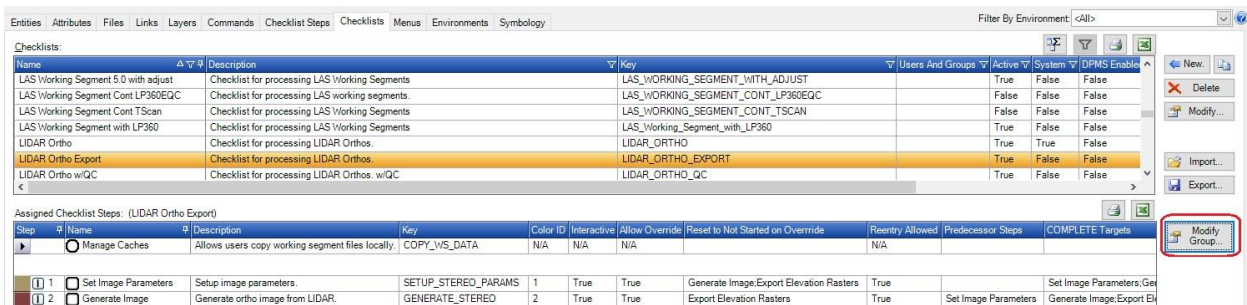 Entities Attributes Files Links Layers Commands Checklist Steps Checklists Menus Environments Symbology Filter By Environment: <All>
Checklists:
Name Description Key Users And Groups Active System DPMS Enabled
LAS Working Segment 5.0 with adjust Checklist for processing LAS Working Segments LAS_WORKING_SEGMENT_WITH_ADJUST True False False
LAS Working Segment Cont LP360EQC Checklist for processing LAS working segments. LAS_WORKING_SEGMENT_CONT_LP360EQC False False False
LAS Working Segment Cont TScan Checklist for processing LAS Working Segments LAS_WORKING_SEGMENT_CONT_TSCAN True False False
LAS Working Segment with LP360 Checklist for processing LAS Working Segments LAS_Working_Segment_with_LP360 True False False
LIDAR Ortho Checklist for processing LIDAR Orthos. LIDAR_ORTHO True True False
LIDAR Ortho Export Checklist for processing LIDAR Orthos. LIDAR_ORTHO_EXPORT True False False
LIDAR Ortho w/QC Checklist for processing LIDAR Orthos. w/QC LIDAR_ORTHO_QC True False False
New.
Delete
Modify...
Import...
Export...
Assigned Checklist Steps: (LIDAR Ortho Export)
Step Name Description Key Color ID Interactive Allow Override Reset to Not Started on Overrride Reentry Allowed Predecessor Steps COMPLETE Targets
Manage Caches Allows users copy working segment files locally. COPY_WS_DATA N/A N/A N/A N/A
1 Set Image Parameters Setup image parameters. SETUP_STEREO_PARAMS 1 True True Generate Image;Export Elevation Rasters True Set Image Parameters;Ge
2 Generate Image Generate ortho image from LIDAR. GENERATE_STEREO 2 True True Export Elevation Rasters True Set Image Parameters Generate Image;Export El
Modify
Group...